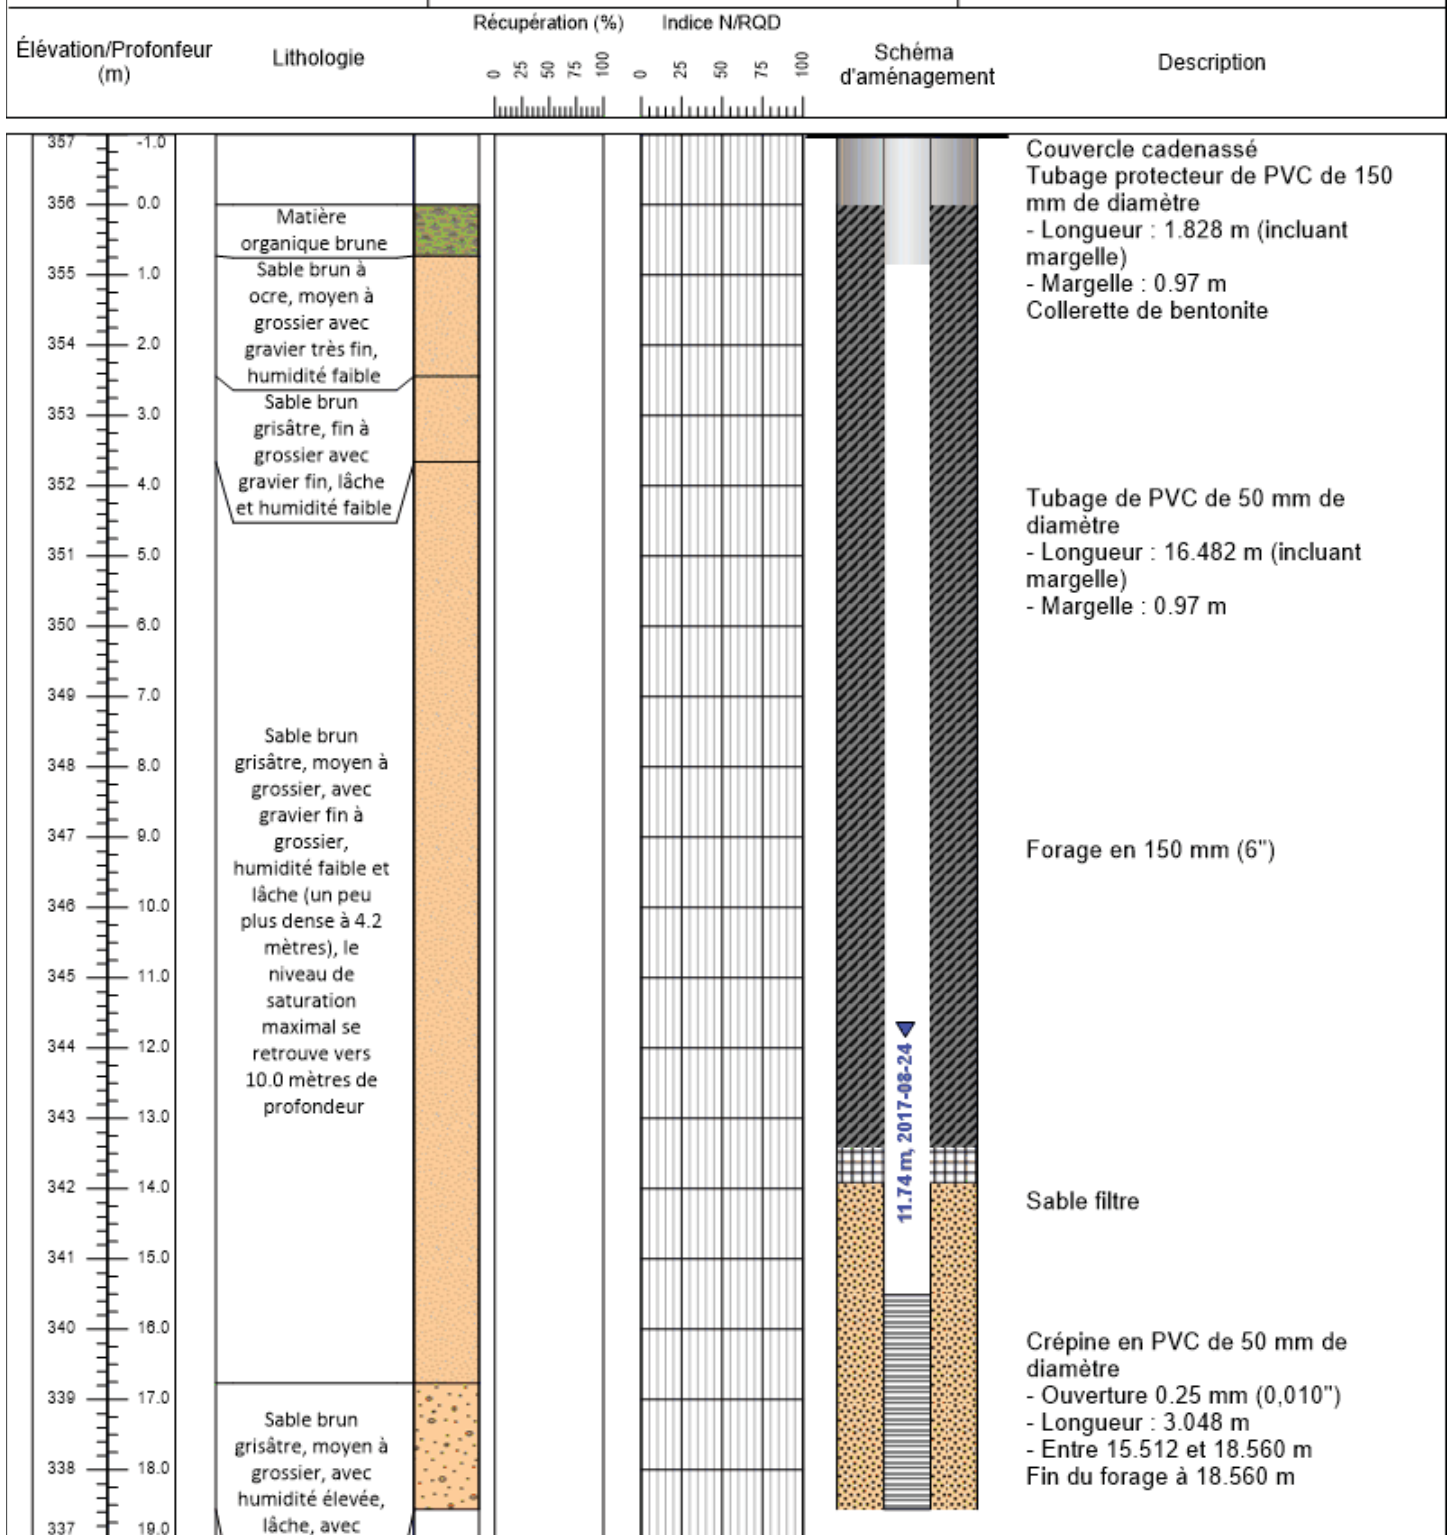 Récupération (%)
Indice N/RQD
Élévation/Profonfeur
(m)
Lithologie
Schéma
d'aménagement
Description
0 25 50 75 100
0 25 50 75 100
357 -1.0
356 0.0
355 1.0
354 2.0
353 3.0
352 4.0
351 5.0
350 6.0
349 7.0
348 8.0
347 9.0
346 10.0
345 11.0
344 12.0
343 13.0
342 14.0
341 15.0
340 16.0
339 17.0
338 18.0
337 19.0
Matière
organique brune
Sable brun à
ocre, moyen à
grossier avec
gravier très fin,
humidité faible
Sable brun
grisâtre, fin à
grossier avec
gravier fin, lâche
et humidité faible
Sable brun
grisâtre, moyen à
grossier, avec
gravier fin à
grossier,
humidité faible et
lâche (un peu
plus dense à 4.2
mètres), le
niveau de
saturation
maximal se
retrouve vers
10.0 mètres de
profondeur
Sable brun
grisâtre, moyen à
grossier, avec
humidité élevée,
lâche, avec
11.74 m, 2017-08-24
Couvercle cadenassé
Tubage protecteur de PVC de 150
mm de diamètre
- Longueur : 1.828 m (incluant
margelle)
- Margelle : 0.97 m
Collerette de bentonite
Tubage de PVC de 50 mm de
diamètre
- Longueur : 16.482 m (incluant
margelle)
- Margelle : 0.97 m
Forage en 150 mm (6")
Sable filtre
Crépine en PVC de 50 mm de
diamètre
- Ouverture 0.25 mm (0,010")
- Longueur : 3.048 m
- Entre 15.512 et 18.560 m
Fin du forage à 18.560 m